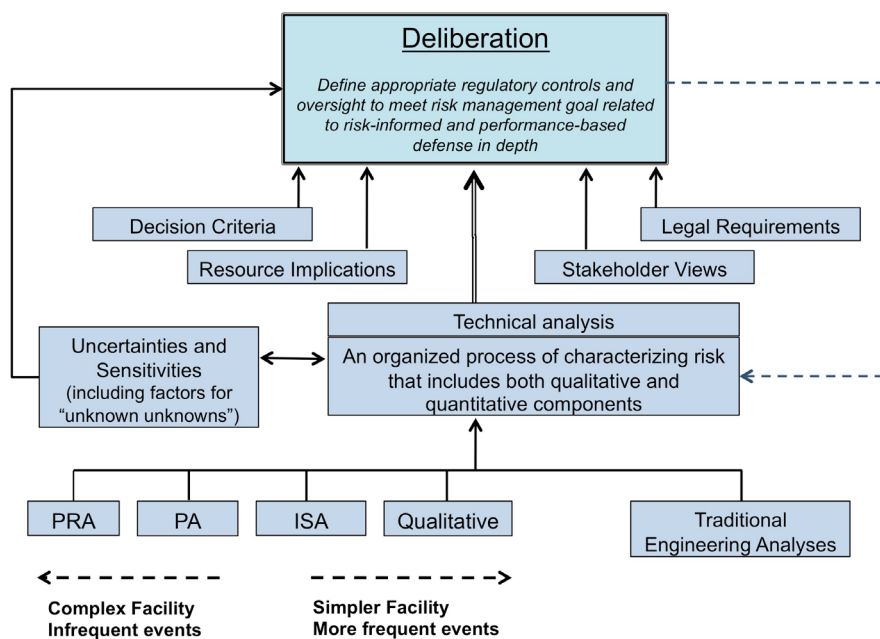 Deliberation
Define appropriate regulatory controls and
oversight to meet risk management goal related
to risk-informed and performance-based
defense in depth
Decision Criteria
Legal Requirements
Resource Implications
Stakeholder Views
Technical analysis
Uncertainties and
Sensitivities
(including factors for
“unknown unknowns”)
An organized process of characterizing risk
that includes both qualitative and
quantitative components
PRA
PA
ISA
Qualitative
Traditional
Engineering Analyses
Complex Facility
Infrequent events
Simpler Facility
More frequent events